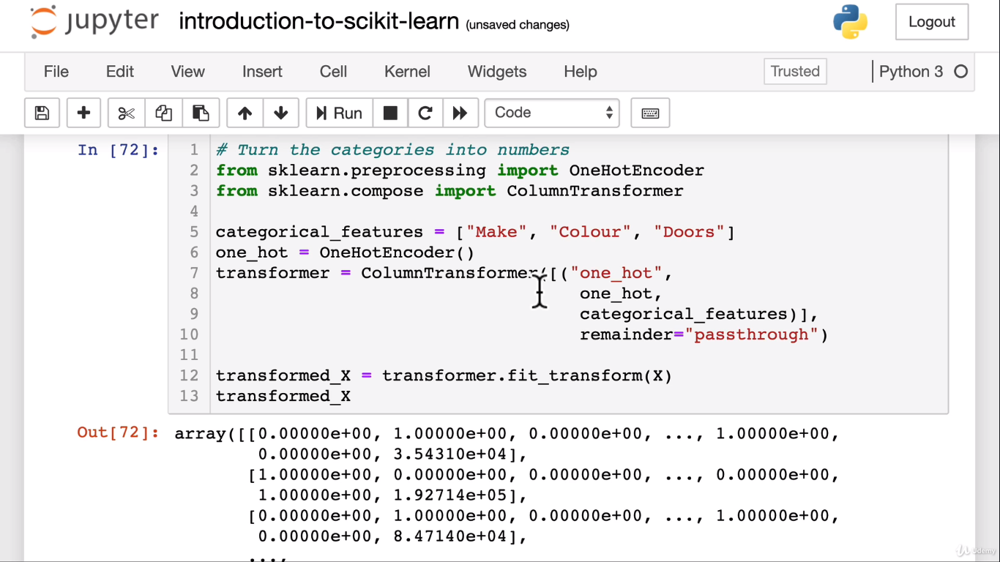 jupyter introduction-to-scikit-learn (unsaved changes) Logout
File Edit View Insert Cell Kernel Widgets Help Trusted Python 3
Run Code
In [72]:
1 # Turn the categories into numbers
2 from sklearn.preprocessing import OneHotEncoder
3 from sklearn.compose import ColumnTransformer
4
5 categorical_features = ["Make", "Colour", "Doors"]
6 one_hot = OneHotEncoder()
7 transformer = ColumnTransformer([("one_hot",
8 one_hot,
9 categorical_features)],
10 remainder="passthrough")
11
12 transformed_X = transformer.fit_transform(X)
13 transformed_X
Out[72]: array([[0.00000e+00, 1.00000e+00, 0.00000e+00, ..., 1.00000e+00,
0.00000e+00, 3.54310e+04],
[1.00000e+00, 0.00000e+00, 0.00000e+00, ..., 0.00000e+00,
1.00000e+00, 1.92714e+05],
[0.00000e+00, 1.00000e+00, 0.00000e+00, ..., 1.00000e+00,
0.00000e+00, 8.47140e+04],
...,
Udemy